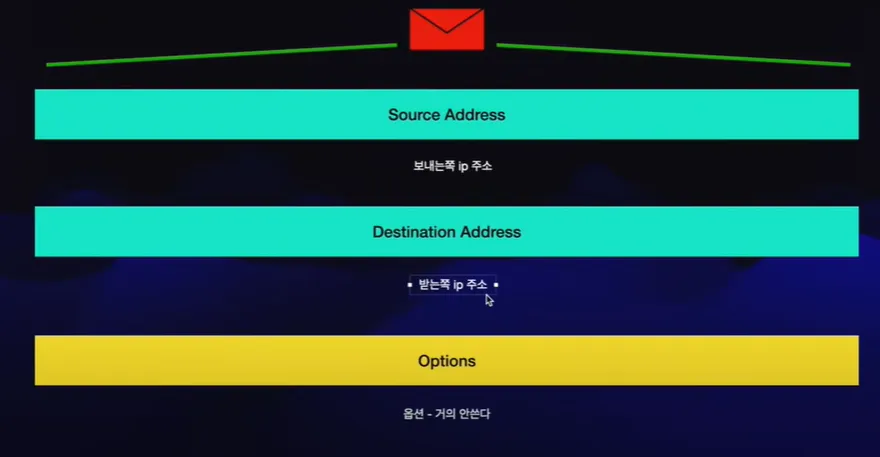 Source Address
보내는쪽 ip 주소
Destination Address
받는쪽 ip 주소
Options
옵션 - 거의 안쓴다